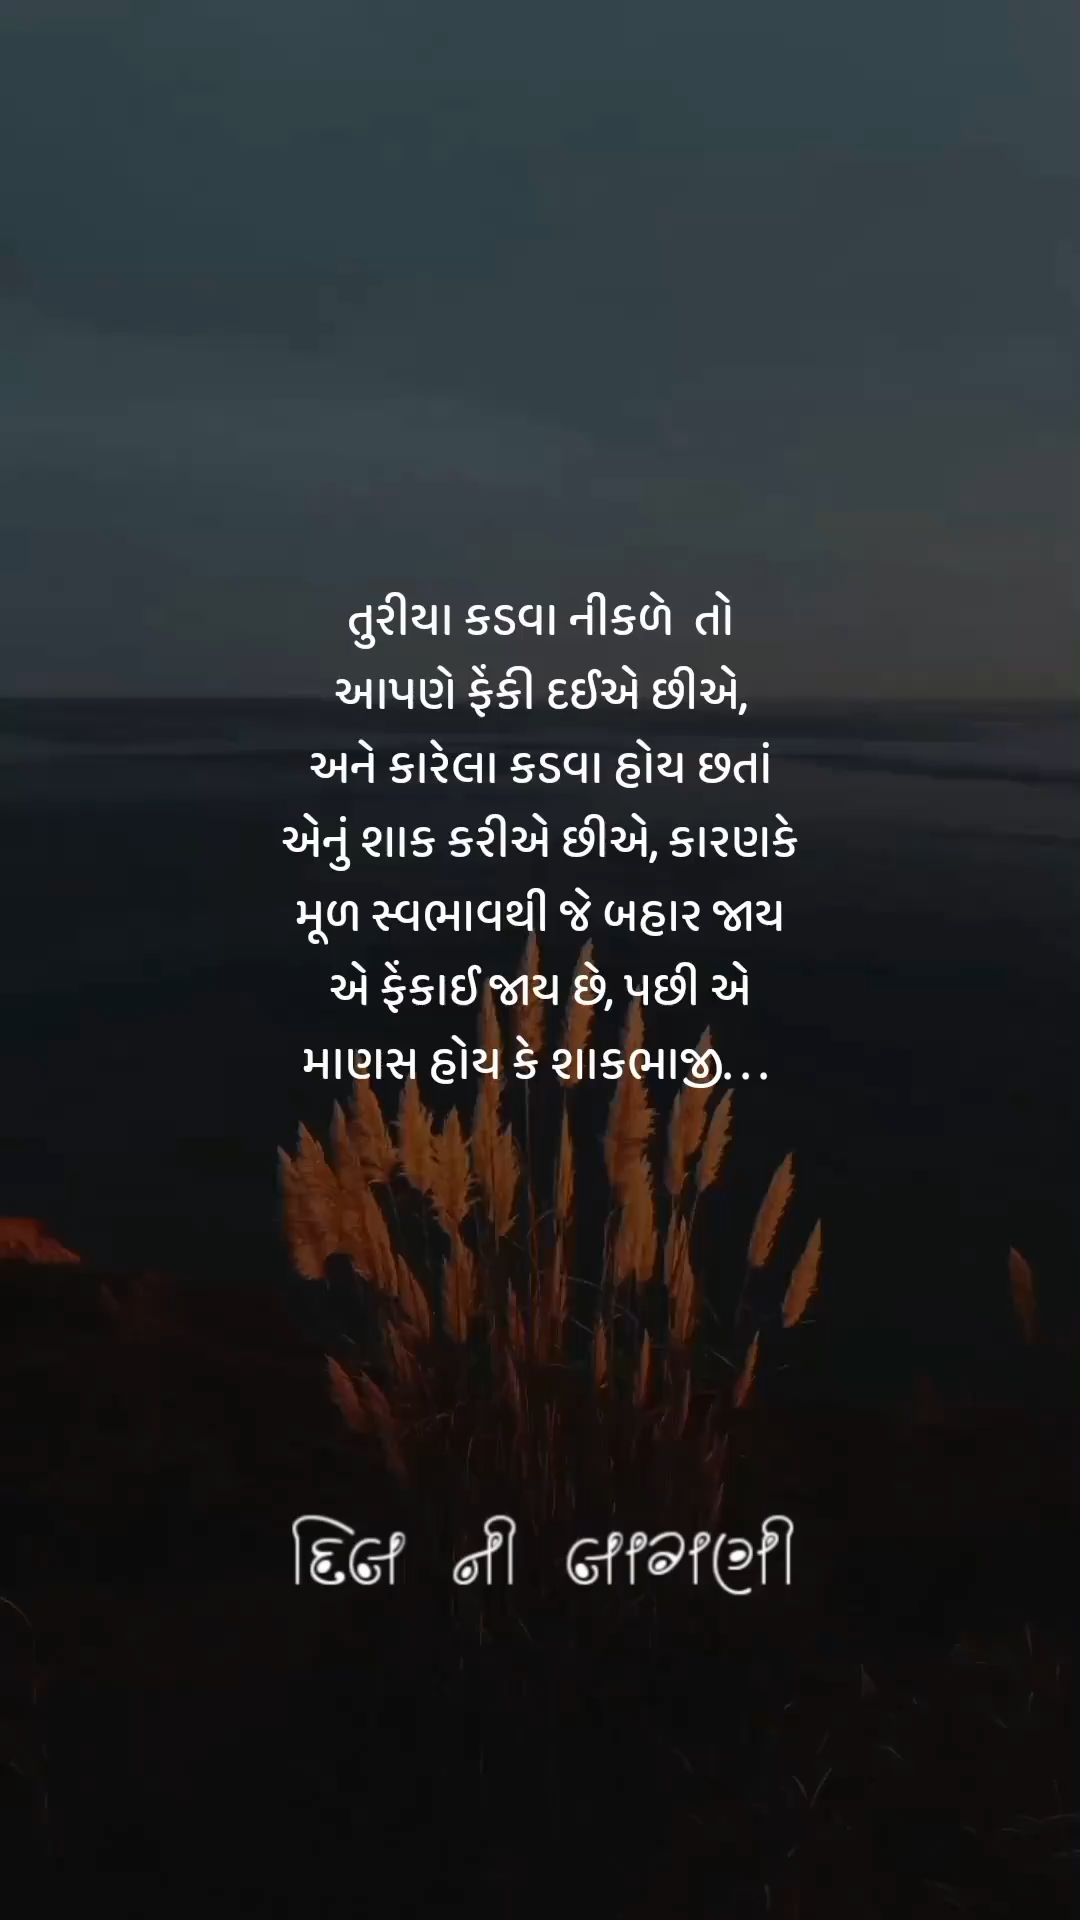 તુરીયા કડવા નીકળે  તો
આપણે ફેંકી દઈએ છીએ,
અને કારેલા કડવા હોય છતાં
એનું શાક કરીએ છીએ, કારણકે
મૂળ સ્વભાવથી જે બહાર જાય
એ ફેંકાઈ જાય છે, પછી એ
માણસ હોય કે શાકભાજી...
દિલ ની લાગણી